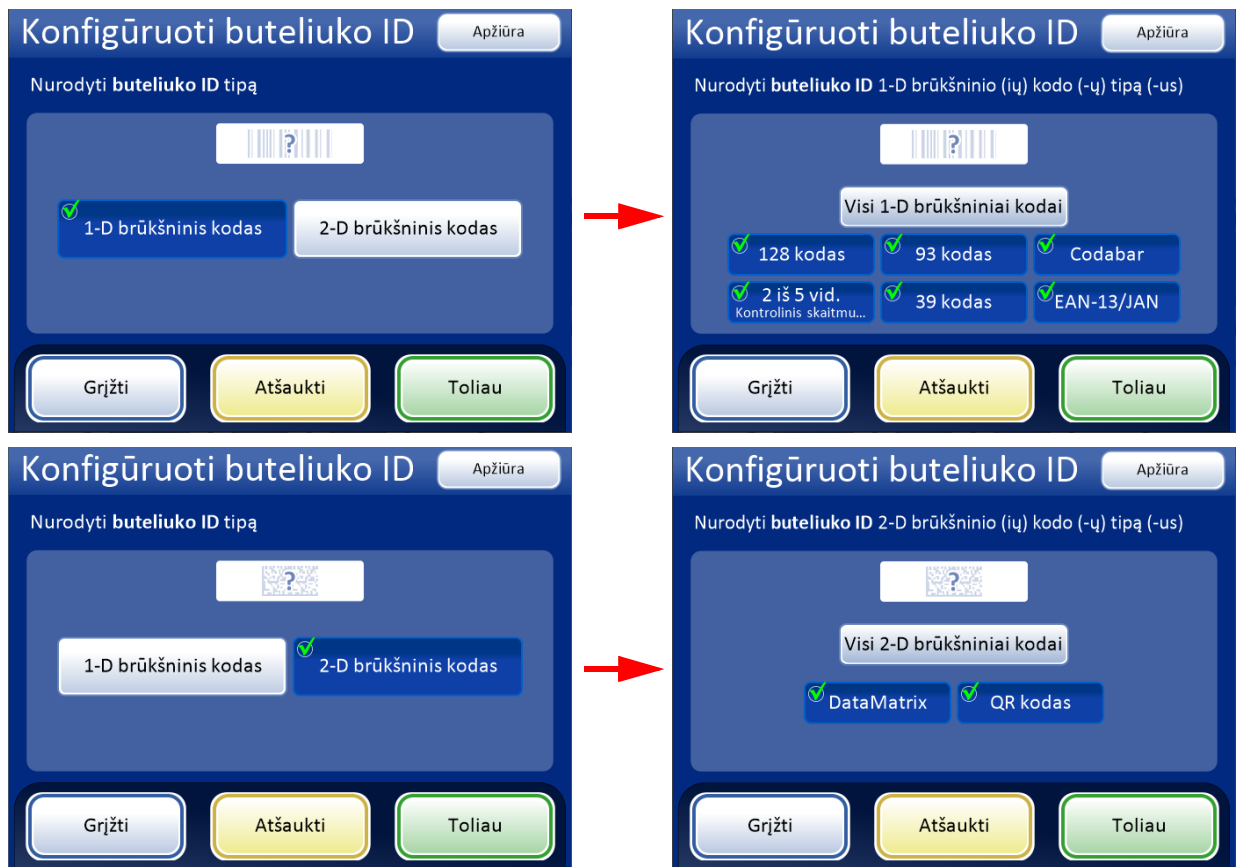 Konfigūruoti buteliuko ID
Apžiūra
Nurodyti buteliuko ID tipą
?
1-D brūkšninis kodas
2-D brūkšninis kodas
Grįžti
Atšaukti
Toliau
Konfigūruoti buteliuko ID
Apžiūra
Nurodyti buteliuko ID 1-D brūkšninio (ių) kodo (-ų) tipą (-us)
?
Visi 1-D brūkšniniai kodai
128 kodas
93 kodas
Codabar
2 iš 5 vid.
Kontrolinis skaitmu...
39 kodas
EAN-13/JAN
Grįžti
Atšaukti
Toliau
Konfigūruoti buteliuko ID
Apžiūra
Nurodyti buteliuko ID tipą
?
1-D brūkšninis kodas
2-D brūkšninis kodas
Grįžti
Atšaukti
Toliau
Konfigūruoti buteliuko ID
Apžiūra
Nurodyti buteliuko ID 2-D brūkšninio (ių) kodo (-ų) tipą (-us)
?
Visi 2-D brūkšniniai kodai
DataMatrix
QR kodas
Grįžti
Atšaukti
Toliau